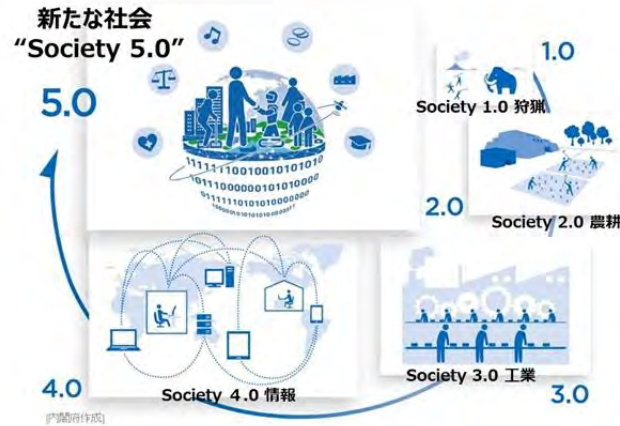 新たな社会
“Society 5.0”
5.0
1.0
Society 1.0 狩猟
2.0
Society 2.0 農耕
Society 3.0 工業
3.0
4.0
Society 4.0 情報
[内閣府作成]
11111110010010101010
01110000010101000